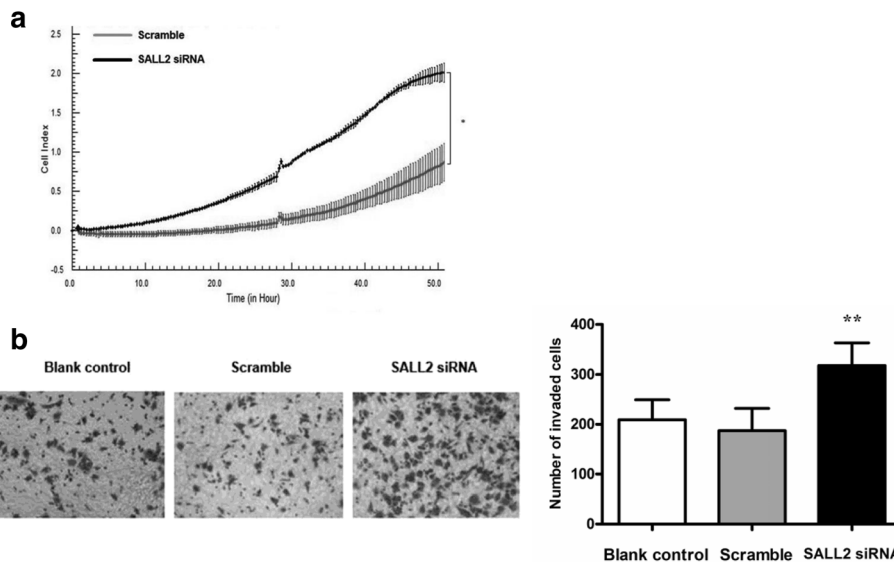 a
Scramble
SALL2 siRNA
2.5
2.0
1.5
1.0
0.5
0.0
-0.5
Cell Index
*
0.0 10.0 20.0 30.0 40.0 50.0
Time (in Hour)
b
Blank control Scramble SALL2 siRNA
Number of invaded cells
400
300
200
100
0
**
Blank control Scramble SALL2 siRNA